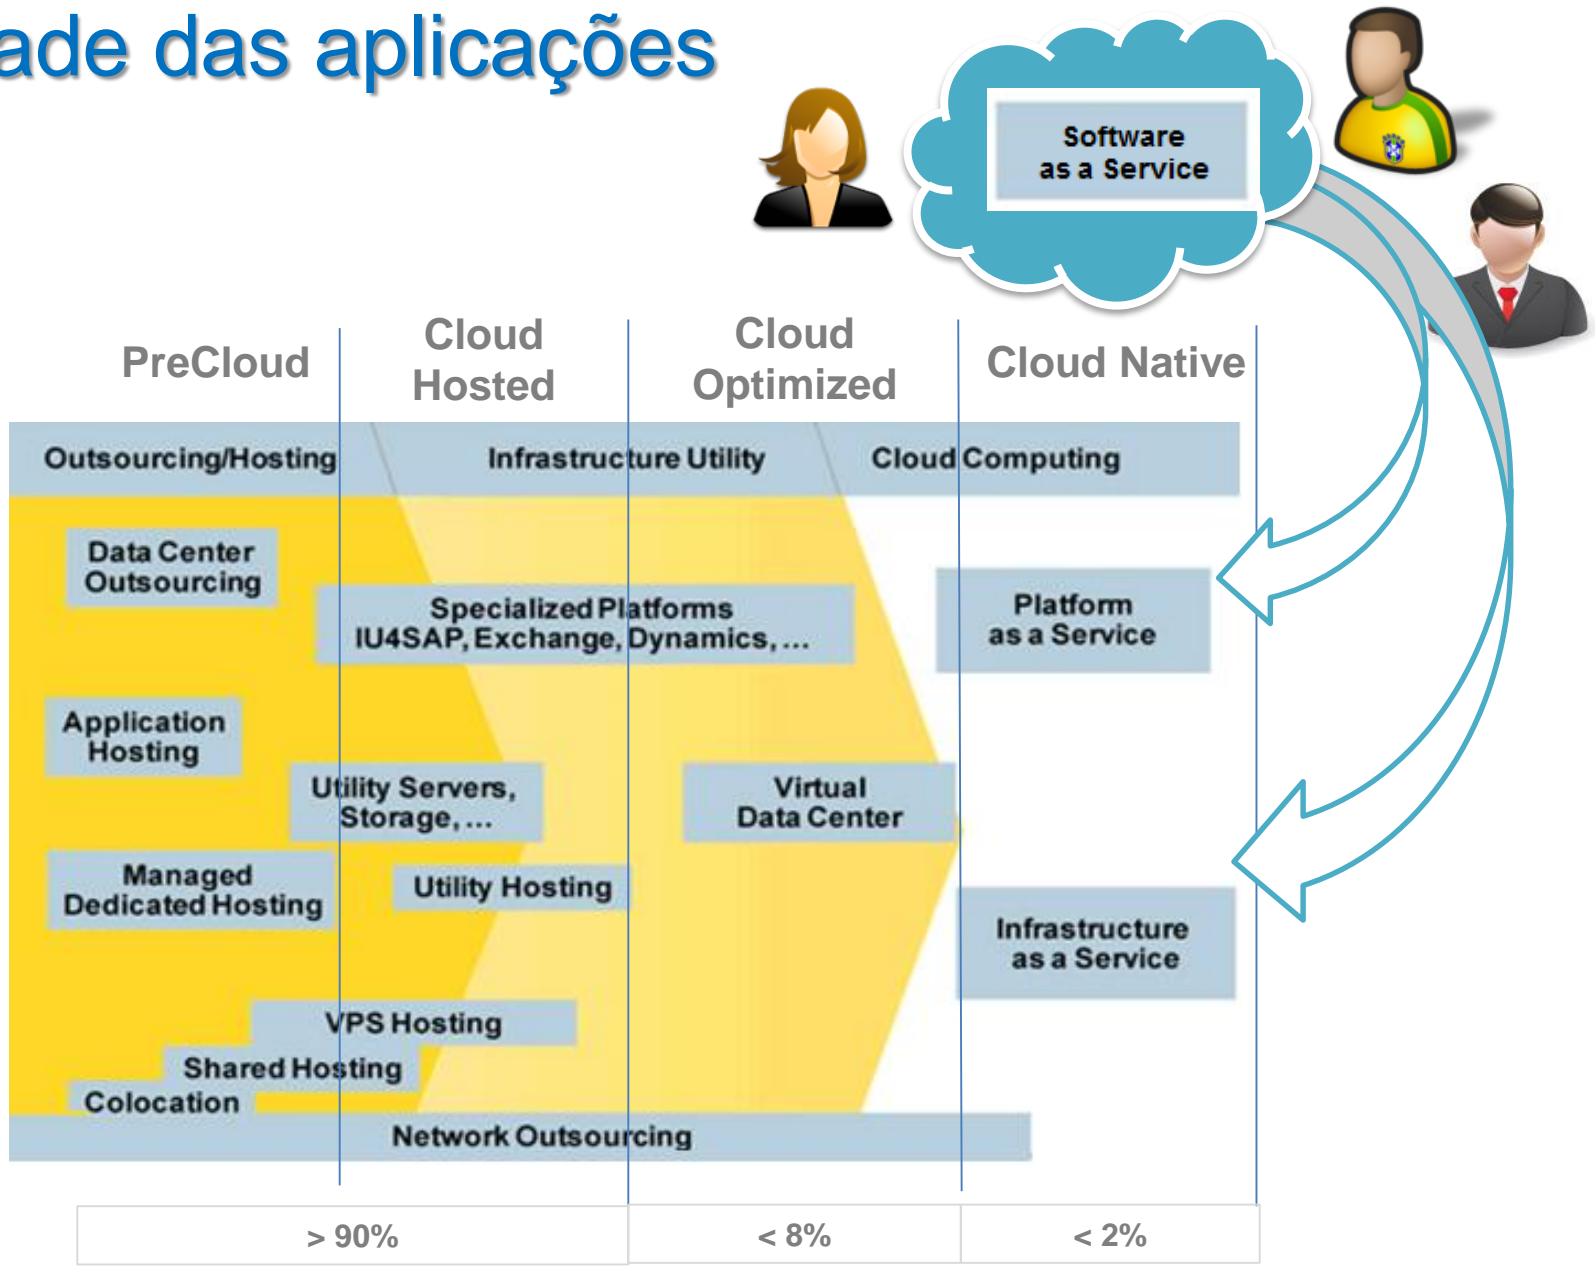 ade das aplicações
Software
as a Service
PreCloud
Cloud
Hosted
Cloud
Optimized
Cloud Native
Outsourcing/Hosting
Infrastructure Utility
Cloud Computing
Data Center
Outsourcing
Specialized Platforms
IU4SAP, Exchange, Dynamics, ...
Platform
as a Service
Application
Hosting
Utility Servers,
Storage, ...
Virtual
Data Center
Managed
Dedicated Hosting
Utility Hosting
Infrastructure
as a Service
VPS Hosting
Shared Hosting
Colocation
Network Outsourcing
> 90%
< 8%
< 2%